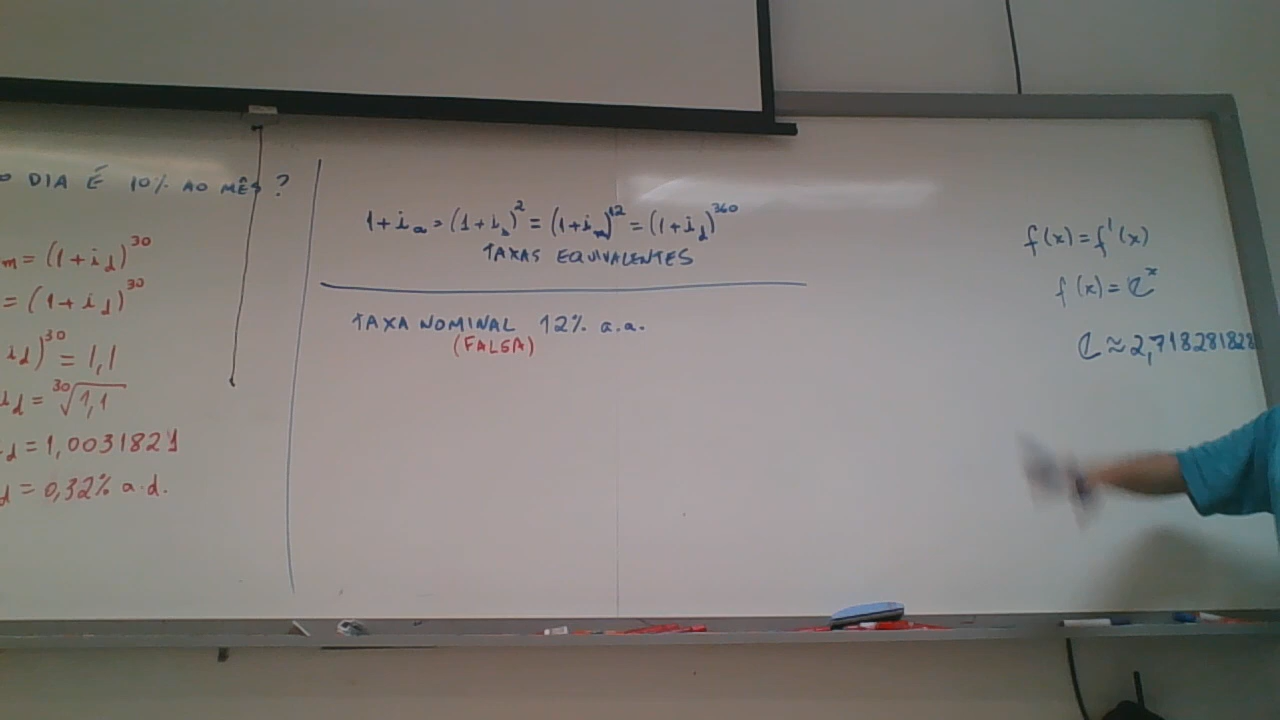 DIA É 10% AO MÊS ?
m = (1+i_d)^30
= (1+i_d)^30
i_d)^30 = 1,1
i_d = ³⁰√1,1
d = 1,0031821
d = 0,32% a.d.
1+i_a = (1+i_s)^2 = (1+i_m)^12 = (1+i_d)^360
TAXAS EQUIVALENTES
TAXA NOMINAL 12% a.a.
(FALSA)
f(x) = f'(x)
f(x) = e^x
e ≈ 2,718281828